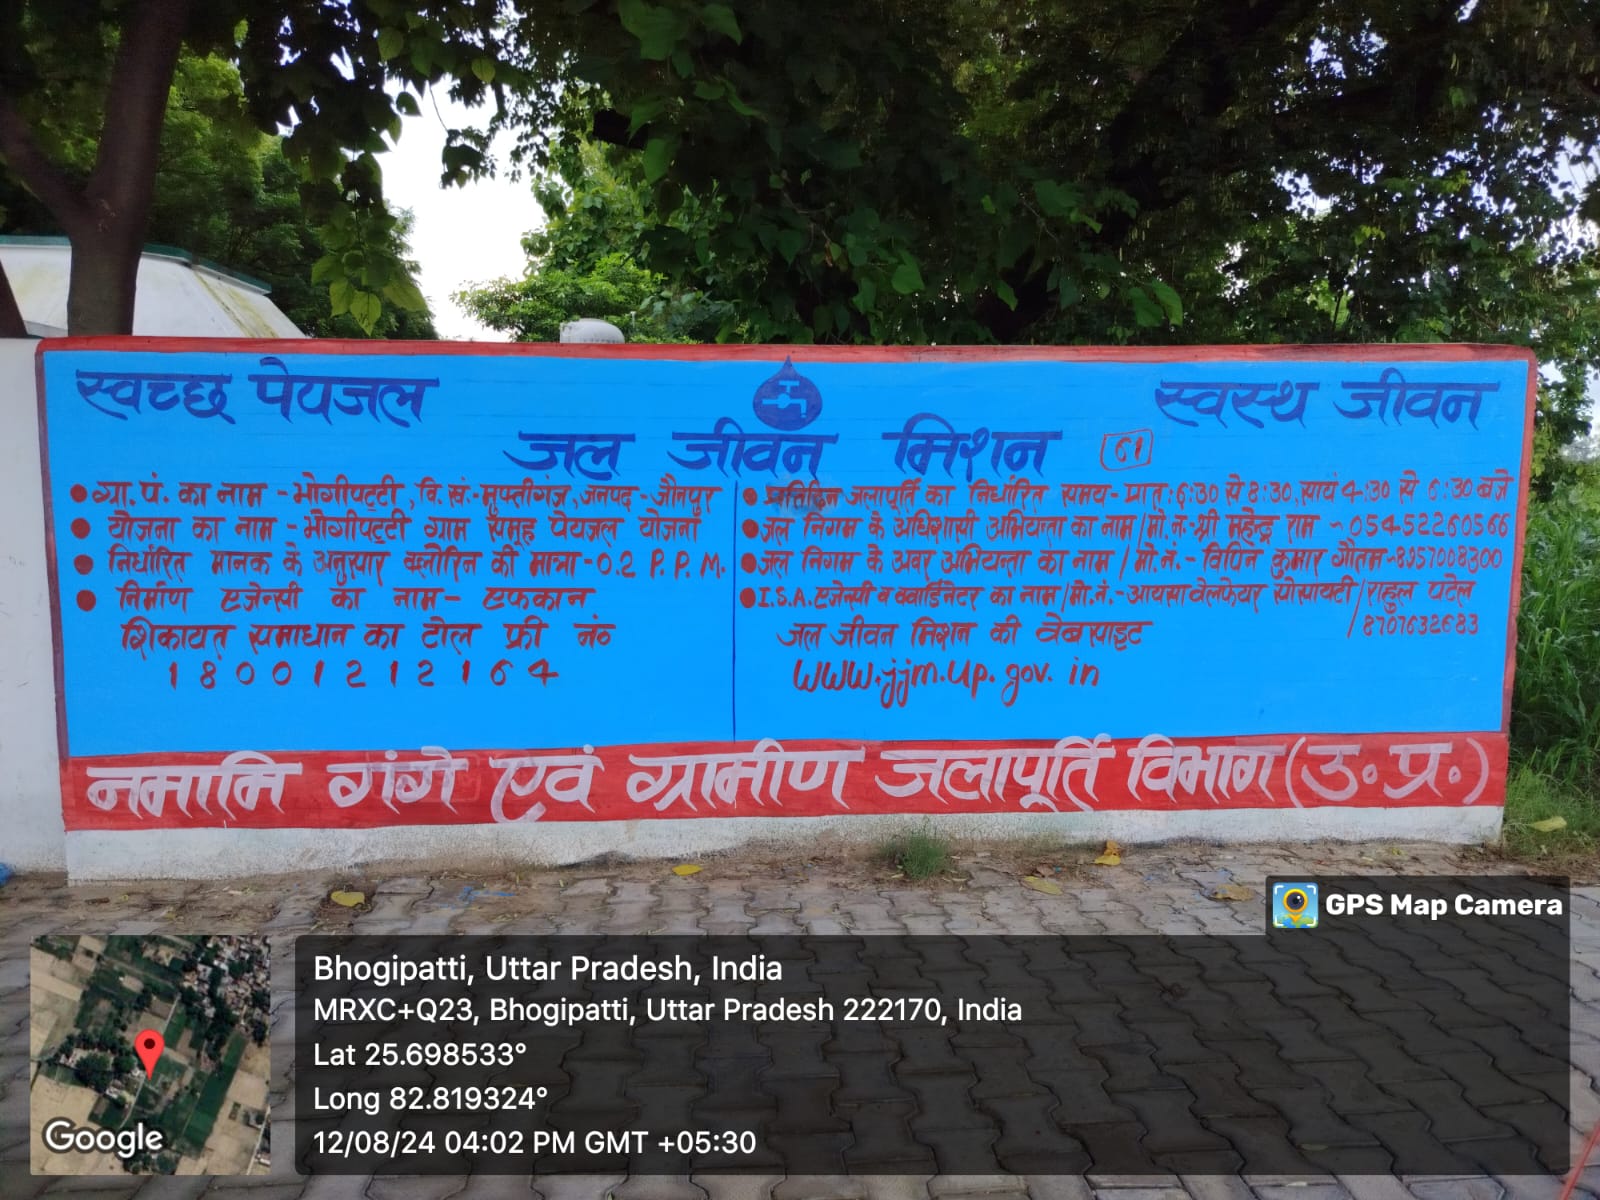 स्वच्छ पेयजल
स्वस्थ जीवन
जल जीवन मिशन
61
ग्रा. पं. का नाम - भोगीपट्टी, वि. खं.- मुफ्तीगंज, जनपद - जौनपुर
योजना का नाम - भोगीपट्टी ग्राम समूह पेयजल योजना
निर्धारित मानक के अनुसार क्लोरिन की मात्रा - 0.2 P. P. M.
निर्माण एजेन्सी का नाम - एफकान
शिकायत समाधान का टोल फ्री नं०
18001212164
प्रतिदिन जलापूर्ति का निर्धारित समय - प्रात: 6:30 से 8:30, सायं 4:30 से 6:30 बजे
जल निगम के अधिशासी अभियन्ता का नाम / मो. नं.- श्री महेन्द्र राम - 05452260566
जल निगम के अवर अभियन्ता का नाम / मो. नं. - विपिन कुमार गौतम - 8957008300
I.S.A. एजेन्सी व क्वार्डिनेटर का नाम / मो. नं. - आयसा वेलफेयर सोसायटी / राहुल पटेल
/ 8707632683
जल जीवन मिशन की वेबसाइट
www.jjm.up.gov.in
नमामि गंगे एवं ग्रामीण जलापूर्ति विभाग (उ. प्र.)
GPS Map Camera
Bhogipatti, Uttar Pradesh, India
MRXC+Q23, Bhogipatti, Uttar Pradesh 222170, India
Lat 25.698533°
Long 82.819324°
12/08/24 04:02 PM GMT +05:30
Google